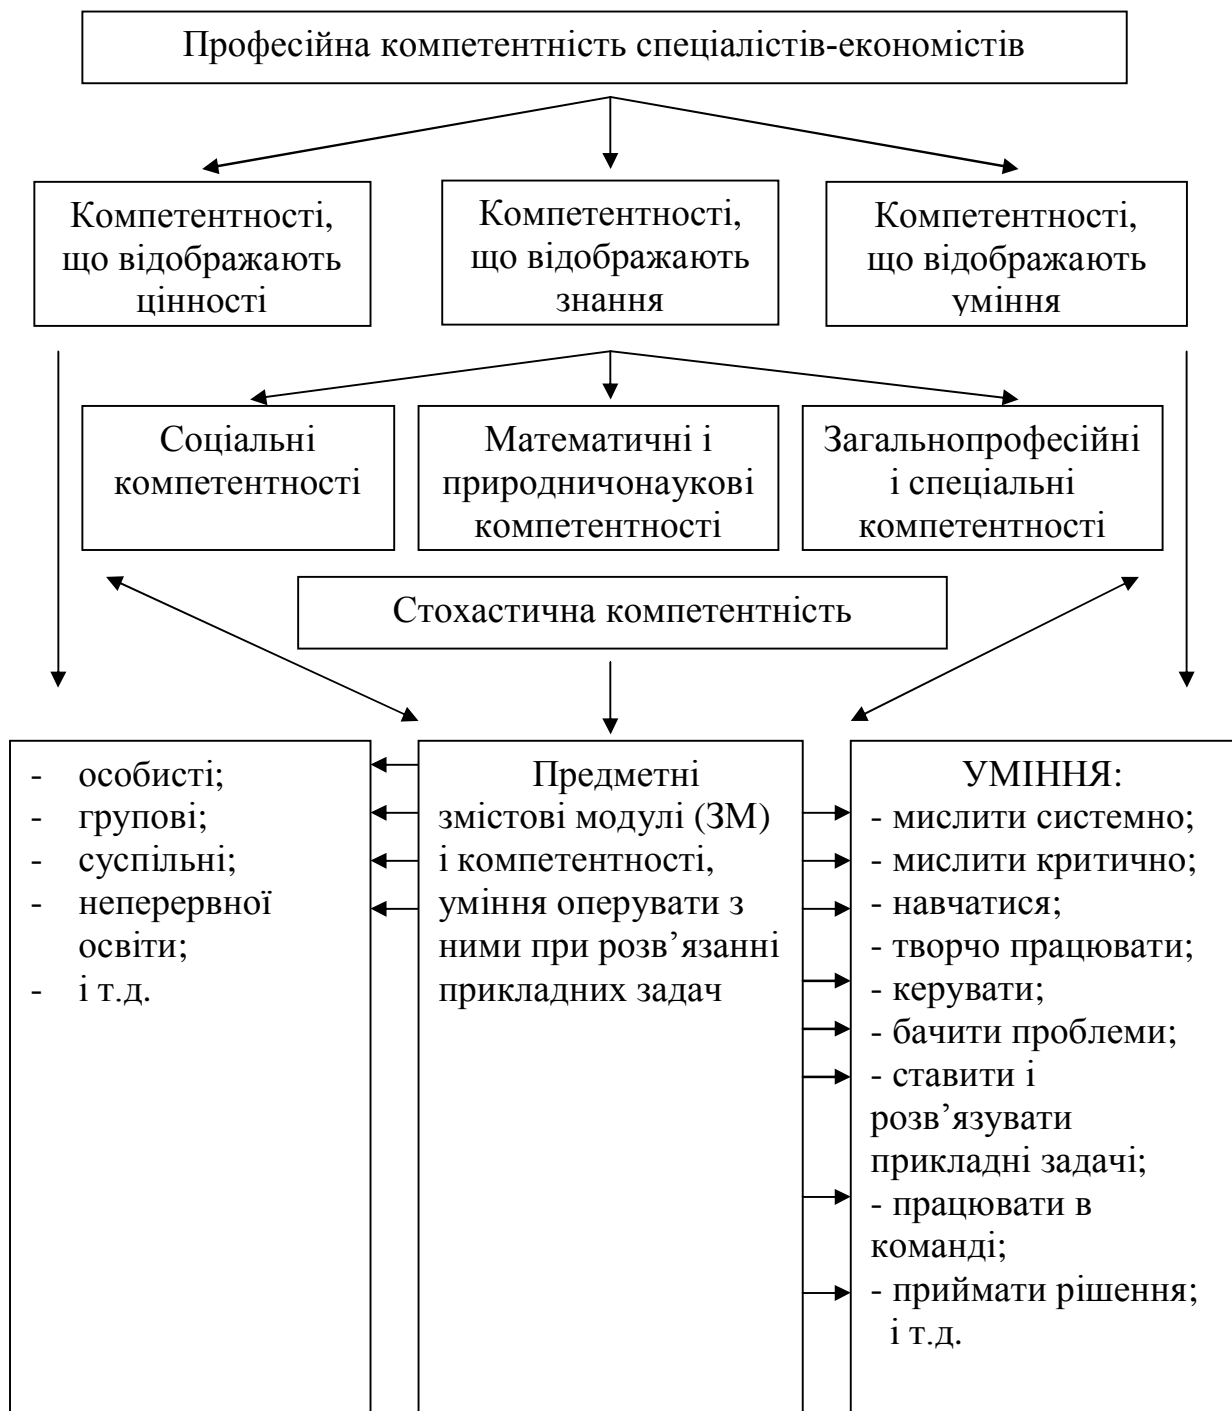 Професійна компетентність спеціалістів-економістів
Компетентності,
що відображають
цінності
Компетентності,
що відображають
знання
Компетентності,
що відображають
уміння
Соціальні
компетентності
Математичні і
природничонаукові
компетентності
Загальнопрофесійні
і спеціальні
компетентності
Стохастична компетентність
- особисті;
- групові;
- суспільні;
- неперервної
освіти;
- і т.д.
Предметні
змістові модулі (ЗМ)
і компетентності,
уміння оперувати з
ними при розв’язанні
прикладних задач
УМІННЯ:
- мислити системно;
- мислити критично;
- навчатися;
- творчо працювати;
- керувати;
- бачити проблеми;
- ставити і
розв’язувати
прикладні задачі;
- працювати в
команді;
- приймати рішення;
і т.д.